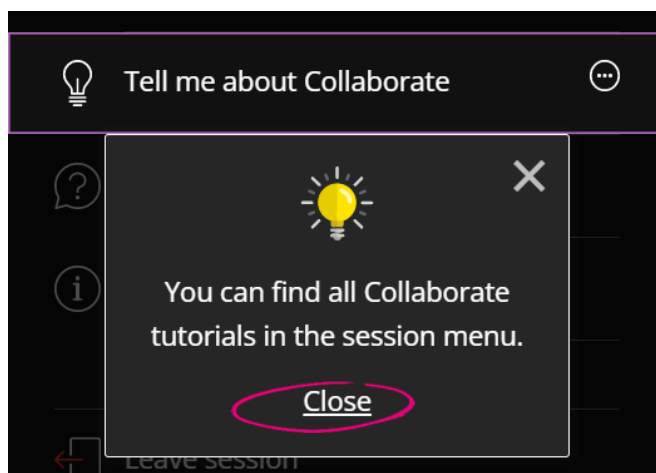 Tell me about Collaborate
You can find all Collaborate
tutorials in the session menu.
Close
Leave session